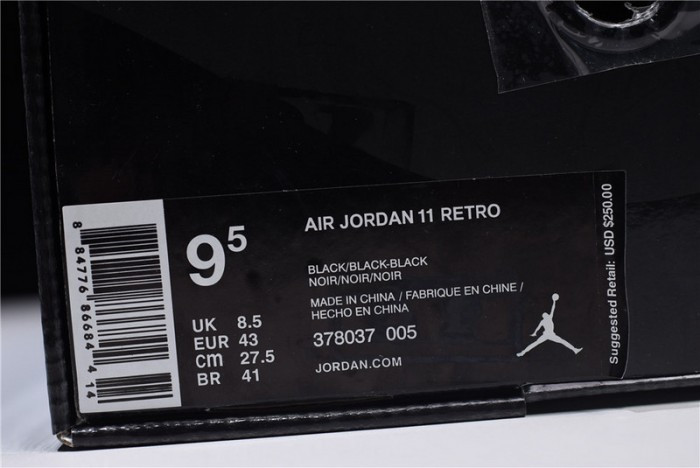 8 84776 86684 4 14
9⁵
UK 8.5
EUR 43
cm 27.5
BR 41
AIR JORDAN 11 RETRO
BLACK/BLACK-BLACK
NOIR/NOIR/NOIR
MADE IN CHINA / FABRIQUE EN CHINE /
HECHO EN CHINA
378037 005
JORDAN.COM
Suggested Retail: USD $250.00